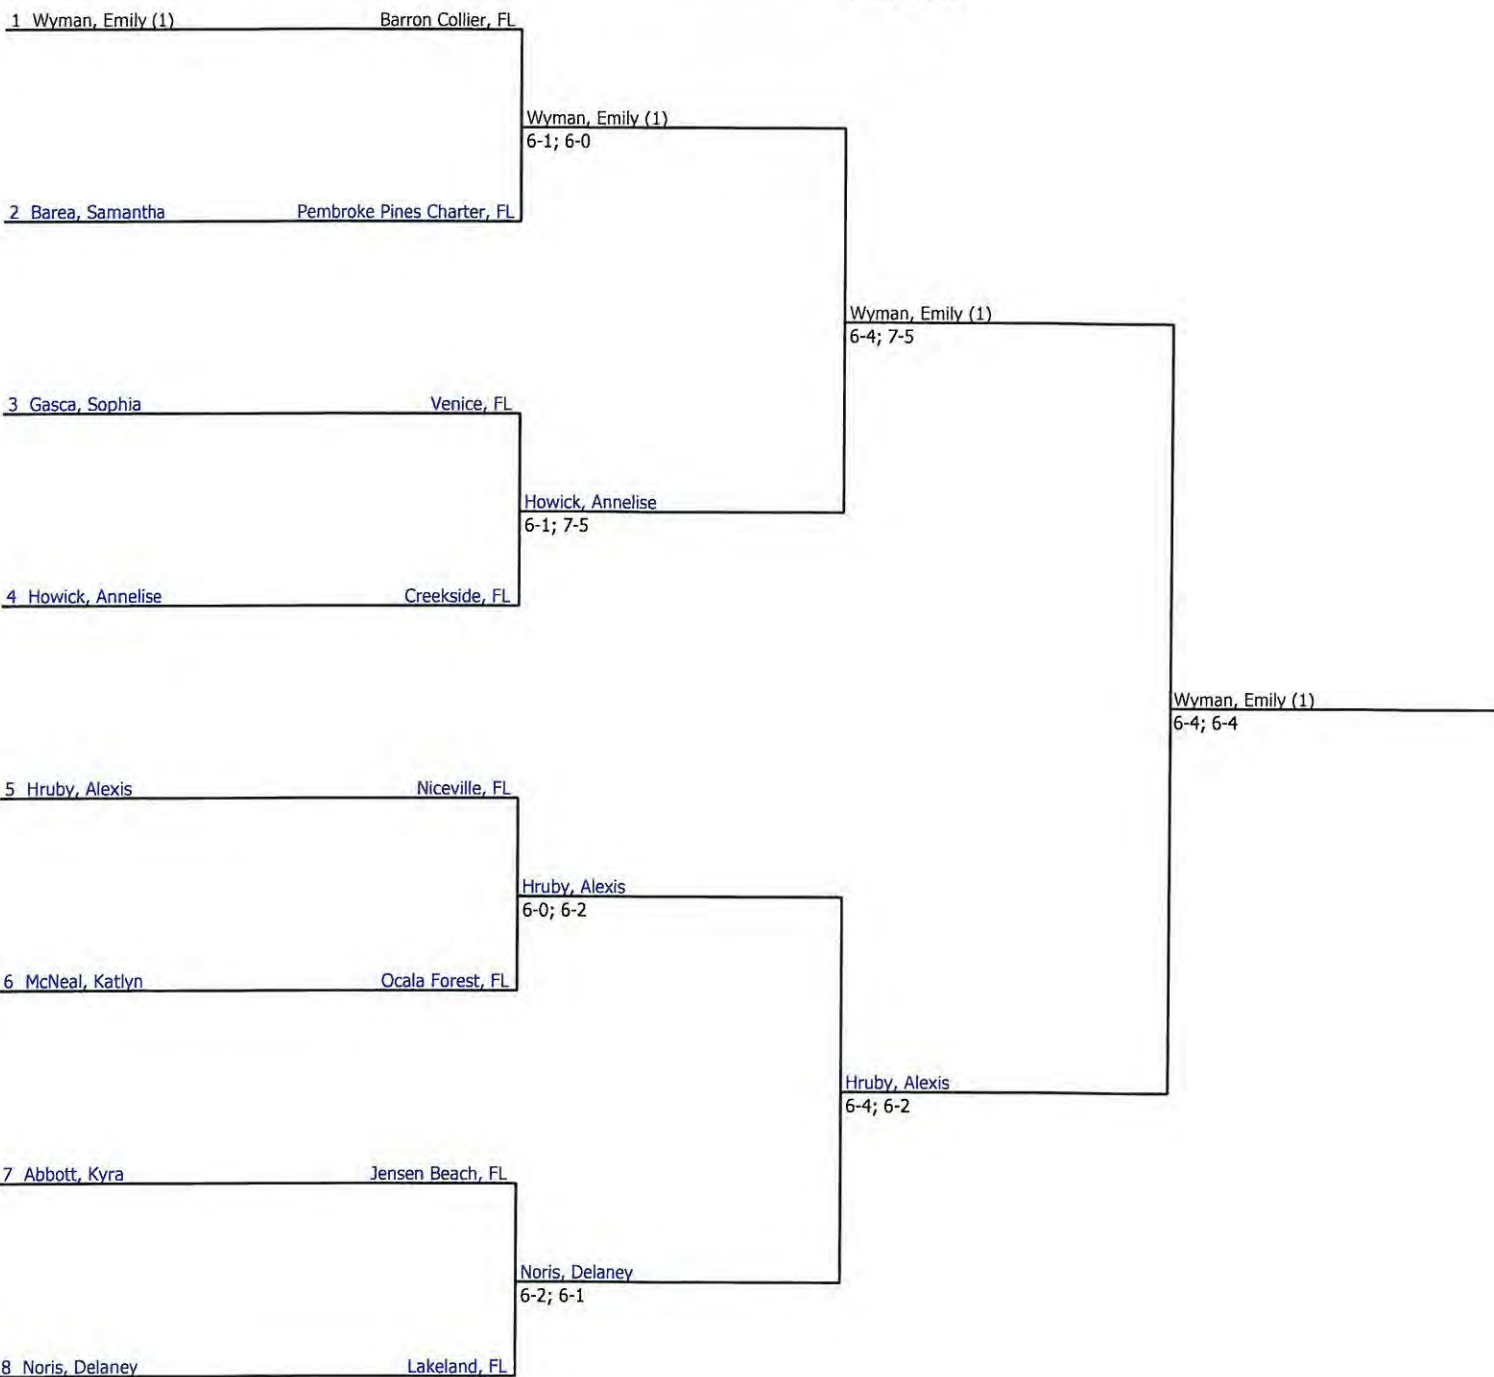 1 Wyman, Emily (1) Barron Collier, FL
Wyman, Emily (1)
6-1; 6-0
2 Barea, Samantha Pembroke Pines Charter, FL
Wyman, Emily (1)
6-4; 7-5
3 Gasca, Sophia Venice, FL
Howick, Annelise
6-1; 7-5
4 Howick, Annelise Creekside, FL
Wyman, Emily (1)
6-4; 6-4
5 Hruby, Alexis Niceville, FL
Hruby, Alexis
6-0; 6-2
6 McNeal, Katlyn Ocala Forest, FL
Hruby, Alexis
6-4; 6-2
7 Abbott, Kyra Jensen Beach, FL
Noris, Delaney
6-2; 6-1
8 Noris, Delaney Lakeland, FL